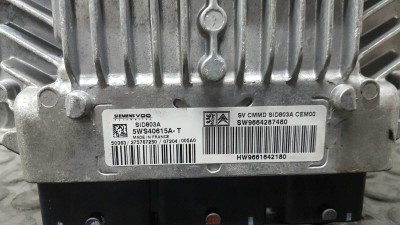 SIEMENS VDO
SID803A
5WS40615A-T
MADE IN FRANCE
SV CMMD SID803A CEM00
SW9664287480
HW9661642180